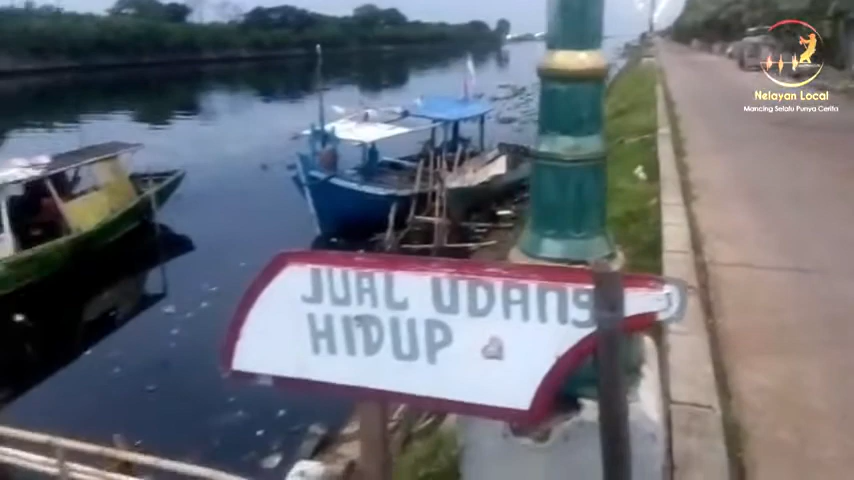 Nelayan Local
Mancing Selalu Punya Cerita
JUAL UDANG
HIDUP